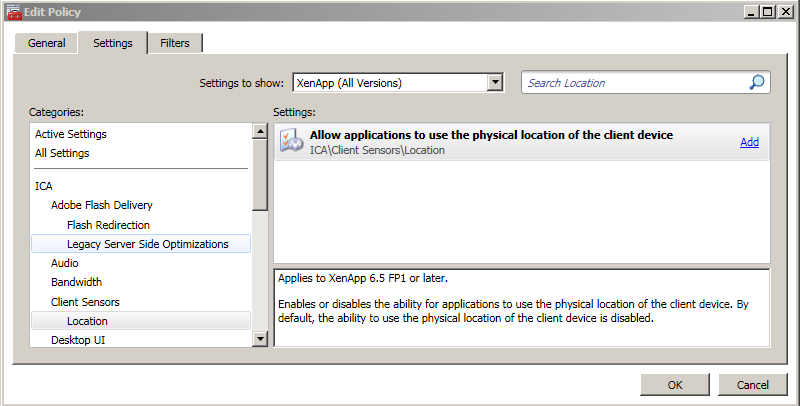 Edit Policy
General
Settings
Filters
Settings to show:
XenApp (All Versions)
Search Location
Categories:
Active Settings
All Settings
ICA
Adobe Flash Delivery
Flash Redirection
Legacy Server Side Optimizations
Audio
Bandwidth
Client Sensors
Location
Desktop UI
Settings:
Allow applications to use the physical location of the client device
ICA\Client Sensors\Location
Add
Applies to XenApp 6.5 FP1 or later.
Enables or disables the ability for applications to use the physical location of the client device. By
default, the ability to use the physical location of the client device is disabled.
OK
Cancel